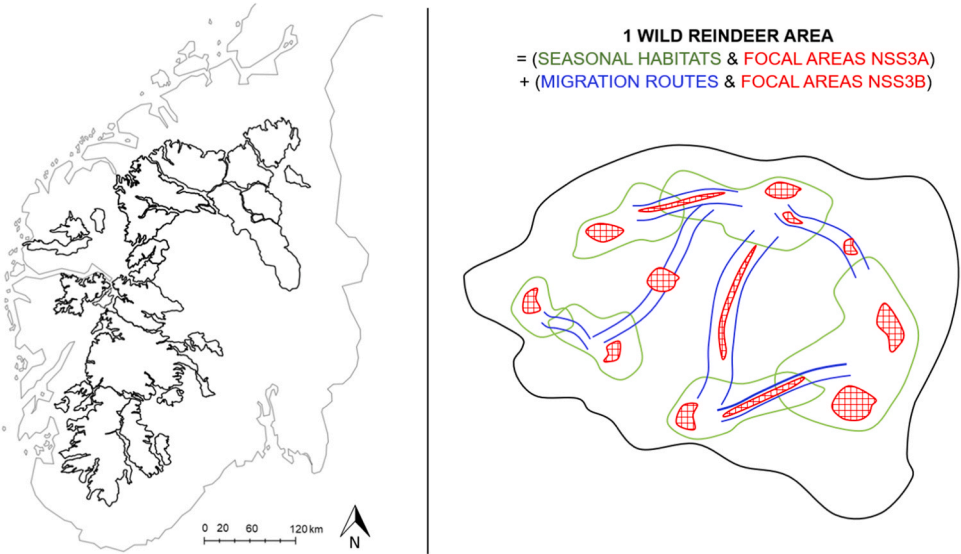 1 WILD REINDEER AREA
= (SEASONAL HABITATS & FOCAL AREAS NSS3A)
+ (MIGRATION ROUTES & FOCAL AREAS NSS3B)
0 20 60 120 km
N